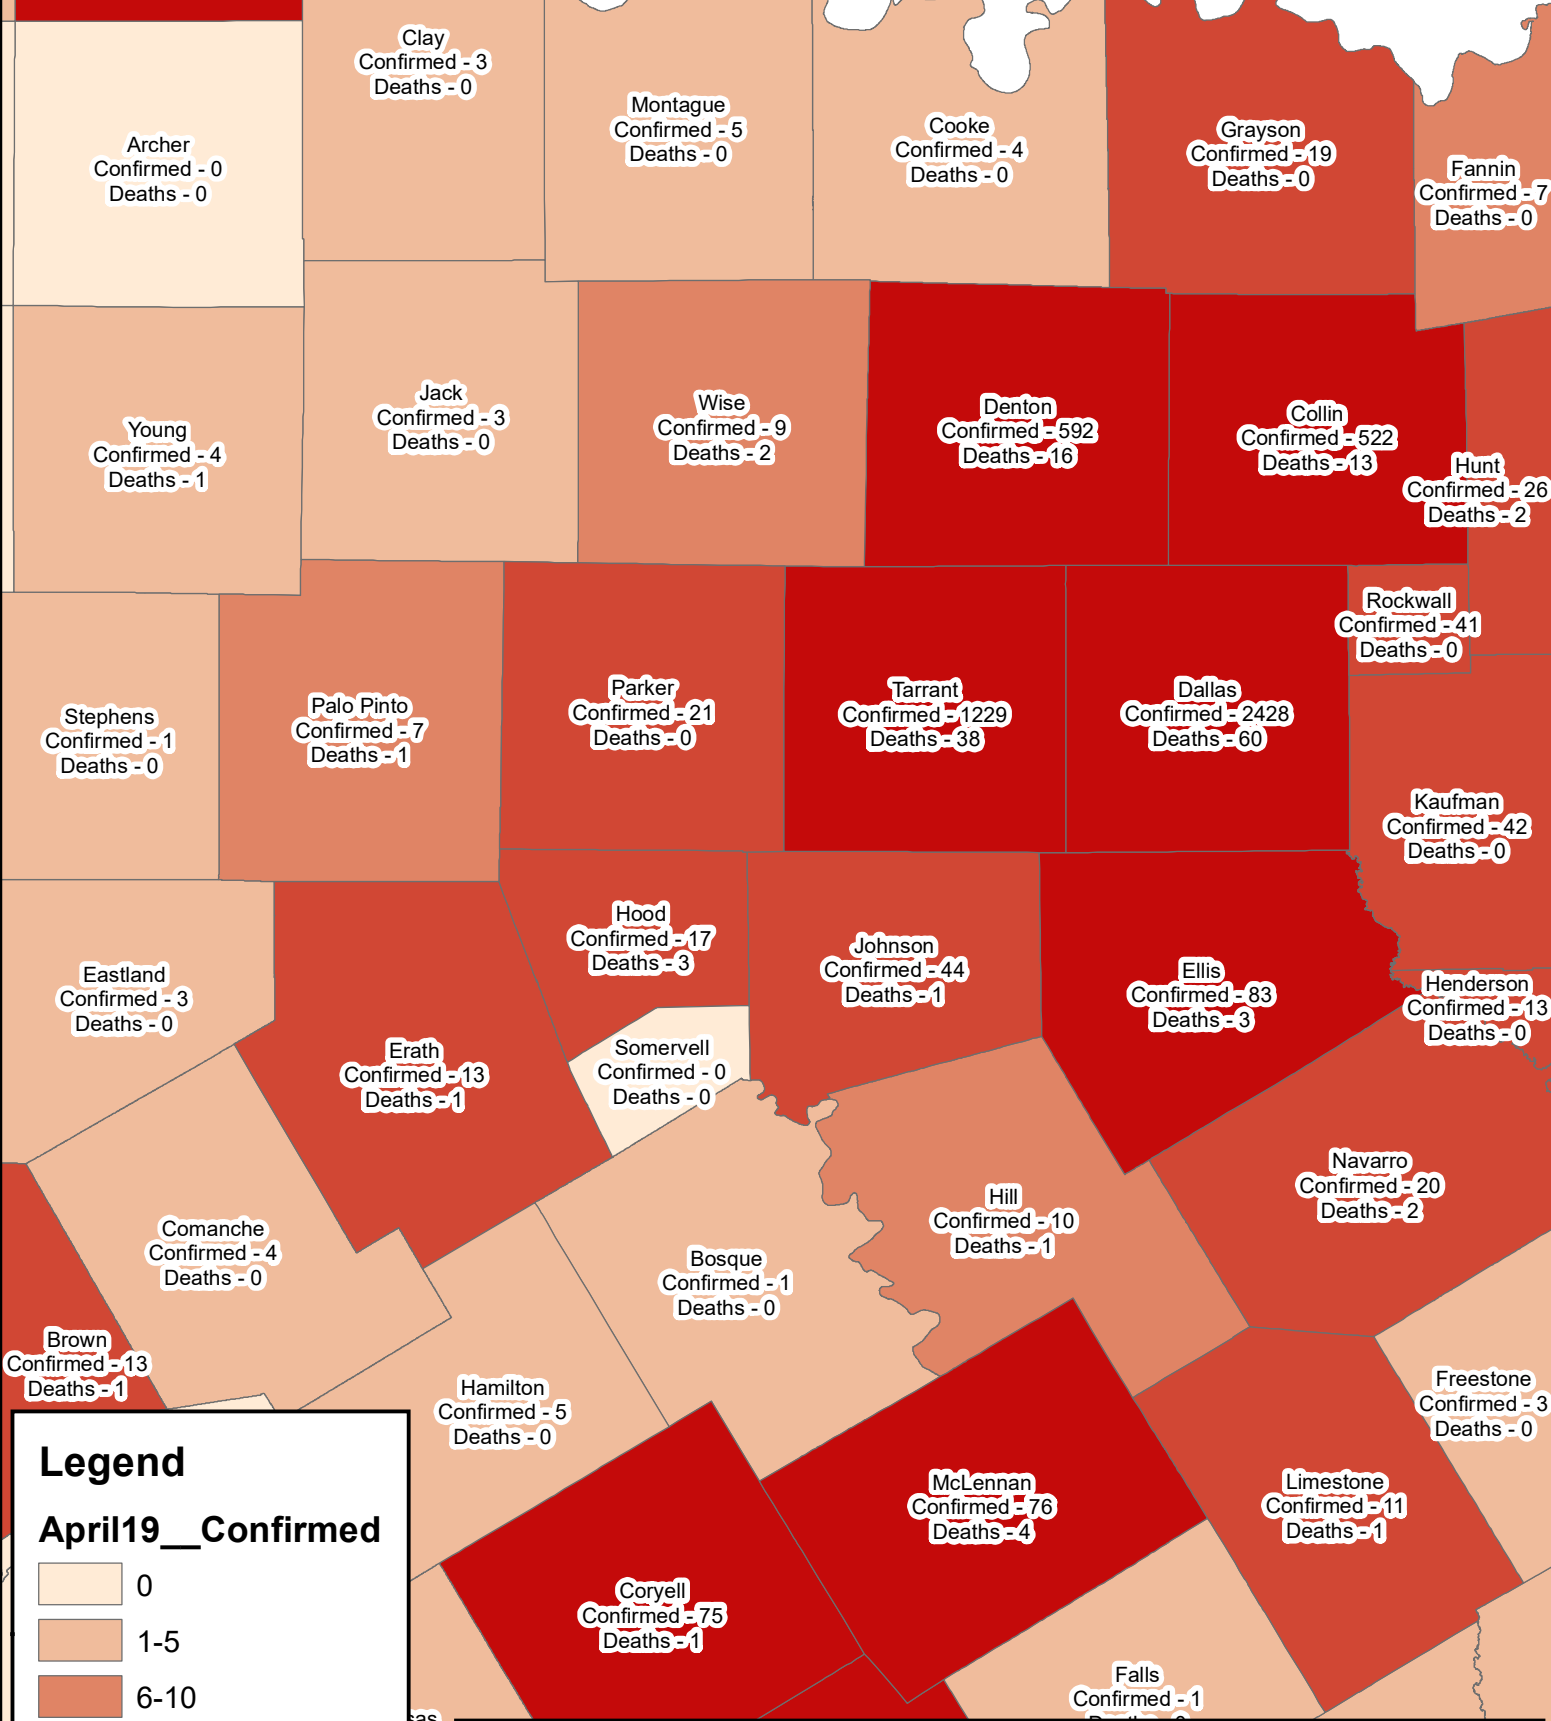 Clay
Confirmed - 3
Deaths - 0
Montague
Confirmed - 5
Deaths - 0
Cooke
Confirmed - 4
Deaths - 0
Grayson
Confirmed - 19
Deaths - 0
Archer
Confirmed - 0
Deaths - 0
Fannin
Confirmed - 7
Deaths - 0
Young
Confirmed - 4
Deaths - 1
Jack
Confirmed - 3
Deaths - 0
Wise
Confirmed - 9
Deaths - 2
Denton
Confirmed - 592
Deaths - 16
Collin
Confirmed - 522
Deaths - 13
Hunt
Confirmed - 26
Deaths - 2
Rockwall
Confirmed - 41
Deaths - 0
Stephens
Confirmed - 1
Deaths - 0
Palo Pinto
Confirmed - 7
Deaths - 1
Parker
Confirmed - 21
Deaths - 0
Tarrant
Confirmed - 1229
Deaths - 38
Dallas
Confirmed - 2428
Deaths - 60
Kaufman
Confirmed - 42
Deaths - 0
Eastland
Confirmed - 3
Deaths - 0
Hood
Confirmed - 17
Deaths - 3
Johnson
Confirmed - 44
Deaths - 1
Ellis
Confirmed - 83
Deaths - 3
Henderson
Confirmed - 13
Deaths - 0
Erath
Confirmed - 13
Deaths - 1
Somervell
Confirmed - 0
Deaths - 0
Comanche
Confirmed - 4
Deaths - 0
Bosque
Confirmed - 1
Deaths - 0
Hill
Confirmed - 10
Deaths - 1
Navarro
Confirmed - 20
Deaths - 2
Brown
Confirmed - 13
Deaths - 1
Hamilton
Confirmed - 5
Deaths - 0
Freestone
Confirmed - 3
Deaths - 0
McLennan
Confirmed - 76
Deaths - 4
Limestone
Confirmed - 11
Deaths - 1
Coryell
Confirmed - 75
Deaths - 1
Falls
Confirmed - 1
Legend
April19__Confirmed
0
1-5
6-10